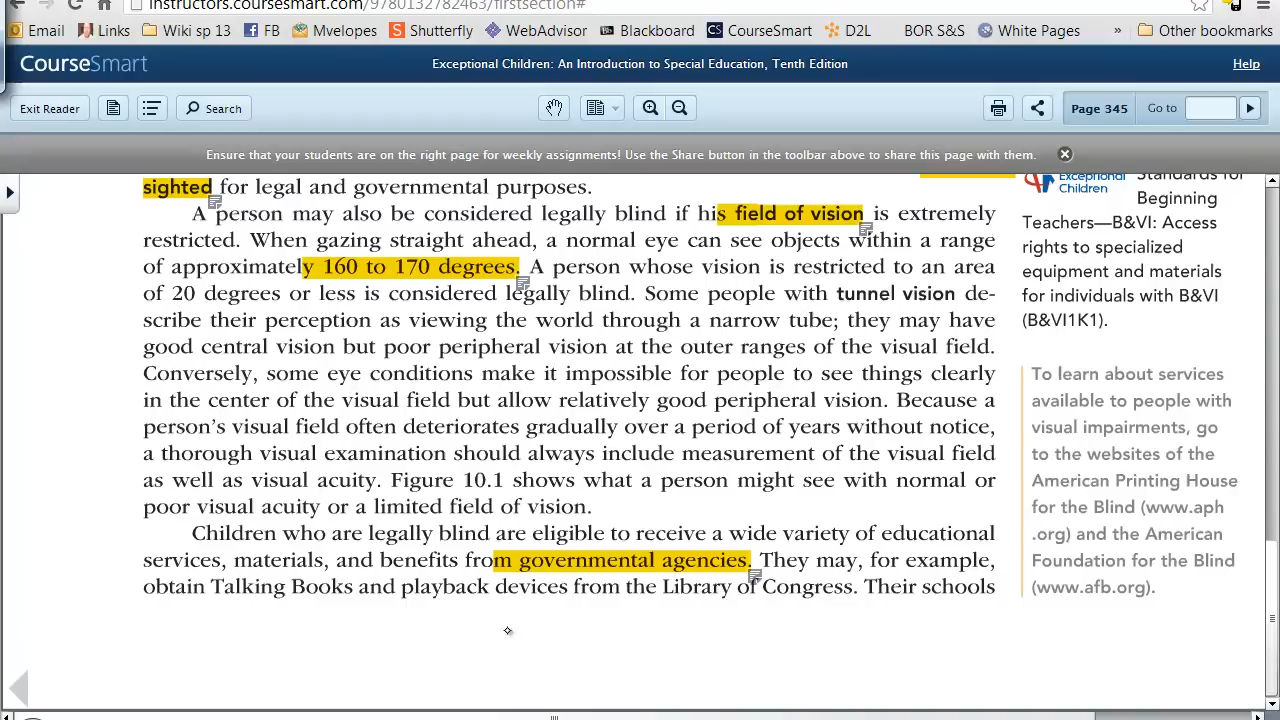 instructors.coursesmart.com/9780132782463/firstsection#
Email Links Wiki sp 13 FB Mvelopes Shutterfly WebAdvisor Blackboard CourseSmart D2L BOR S&S White Pages » Other bookmarks
CourseSmart Exceptional Children: An Introduction to Special Education, Tenth Edition Help
Exit Reader Search Page 345 Go to
Ensure that your students are on the right page for weekly assignments! Use the Share button in the toolbar above to share this page with them.
sighted for legal and governmental purposes.
A person may also be considered legally blind if his field of vision is extremely
restricted. When gazing straight ahead, a normal eye can see objects within a range
of approximately 160 to 170 degrees. A person whose vision is restricted to an area
of 20 degrees or less is considered legally blind. Some people with tunnel vision de-
scribe their perception as viewing the world through a narrow tube; they may have
good central vision but poor peripheral vision at the outer ranges of the visual field.
Conversely, some eye conditions make it impossible for people to see things clearly
in the center of the visual field but allow relatively good peripheral vision. Because a
person's visual field often deteriorates gradually over a period of years without notice,
a thorough visual examination should always include measurement of the visual field
as well as visual acuity. Figure 10.1 shows what a person might see with normal or
poor visual acuity or a limited field of vision.
Children who are legally blind are eligible to receive a wide variety of educational
services, materials, and benefits from governmental agencies. They may, for example,
obtain Talking Books and playback devices from the Library of Congress. Their schools
Exceptional
Children
Standards for
Beginning
Teachers—B&VI: Access
rights to specialized
equipment and materials
for individuals with B&VI
(B&VI1K1).
To learn about services
available to people with
visual impairments, go
to the websites of the
American Printing House
for the Blind (www.aph
.org) and the American
Foundation for the Blind
(www.afb.org).